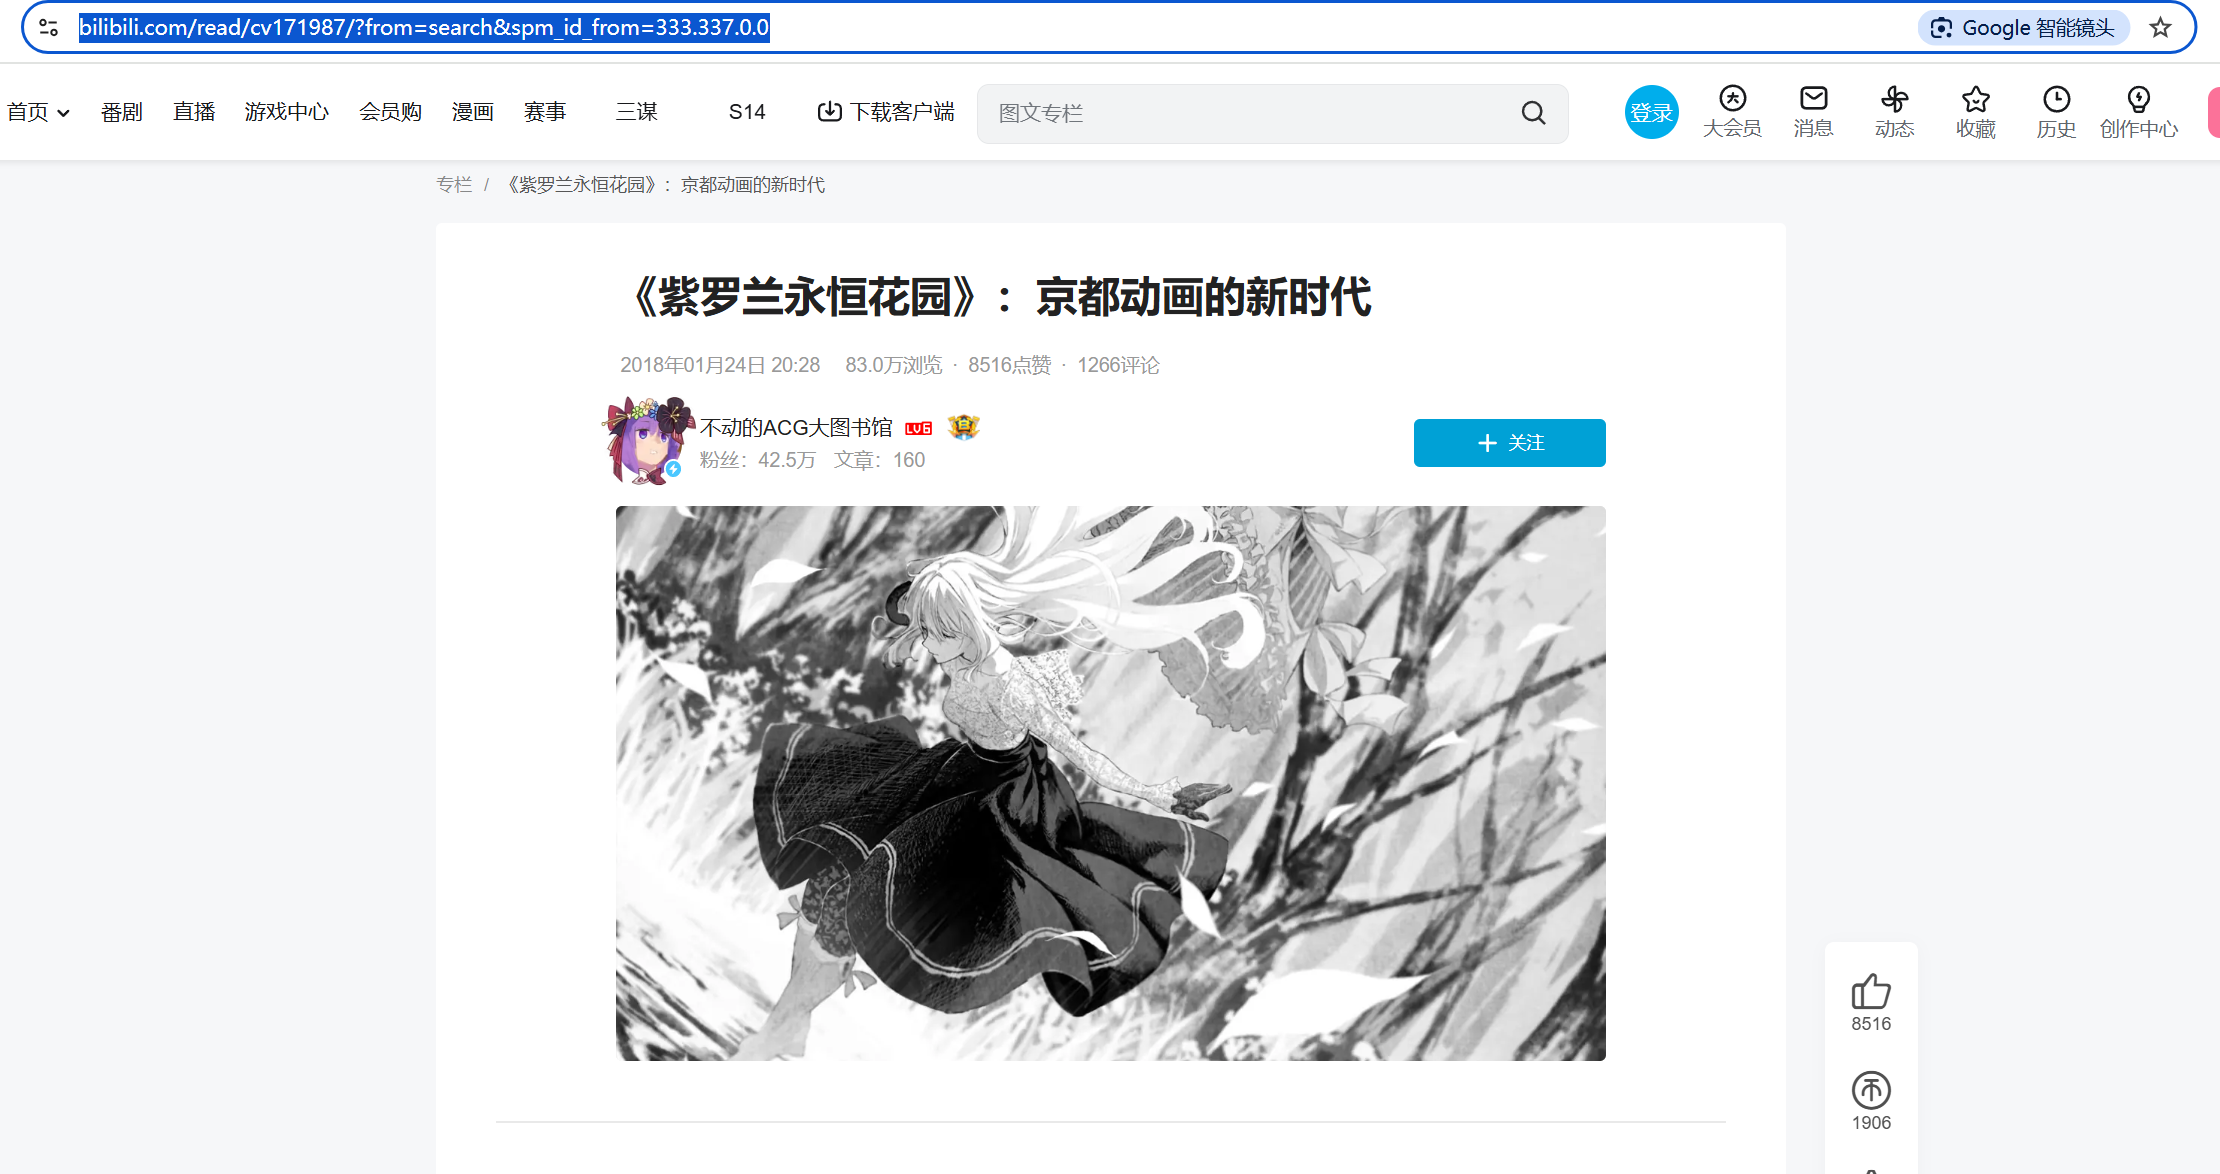 bilibili.com/read/cv171987/?from=search&spm_id_from=333.337.0.0
Google 智能镜头
首页 番剧 直播 游戏中心 会员购 漫画 赛事 三谋 S14 下载客户端 图文专栏 登录 大会员 消息 动态 收藏 历史 创作中心
专栏 / 《紫罗兰永恒花园》：京都动画的新时代
《紫罗兰永恒花园》：京都动画的新时代
2018年01月24日 20:28 83.0万浏览 · 8516点赞 · 1266评论
不动的ACG大图书馆 LV6
粉丝：42.5万 文章：160
关注
8516
1906